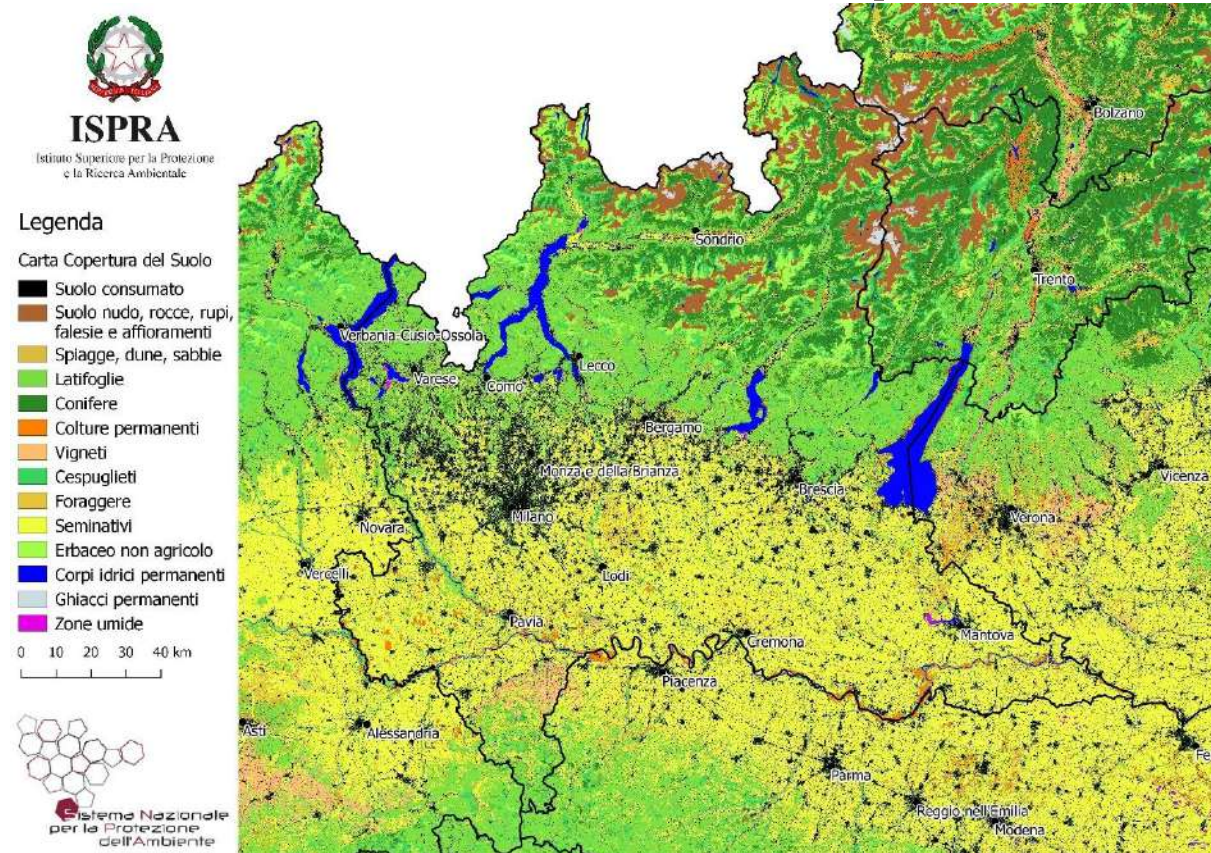 REPVBBLICA ITALIANA
ISPRA
Istituto Superiore per la Protezione
e la Ricerca Ambientale
Legenda
Carta Copertura del Suolo
Suolo consumato
Suolo nudo, rocce, rupi,
falesie e affioramenti
Spiagge, dune, sabbie
Latifoglie
Conifere
Colture permanenti
Vigneti
Cespuglieti
Foraggere
Seminativi
Erbaceo non agricolo
Corpi idrici permanenti
Ghiacci permanenti
Zone umide
0 10 20 30 40 km
Sistema Nazionale
per la Protezione
dell'Ambiente
Bolzano
Sondrio
Trento
Verbania-Cusio-Ossola
Lecco
Varese
Como
Bergamo
Monza e della Brianza
Vicenza
Brescia
Milano
Verona
Novara
Vercelli
Lodi
Pavia
Mantova
Cremona
Piacenza
Asti
Alessandria
Fe
Parma
Reggio nell'Emilia
Modena